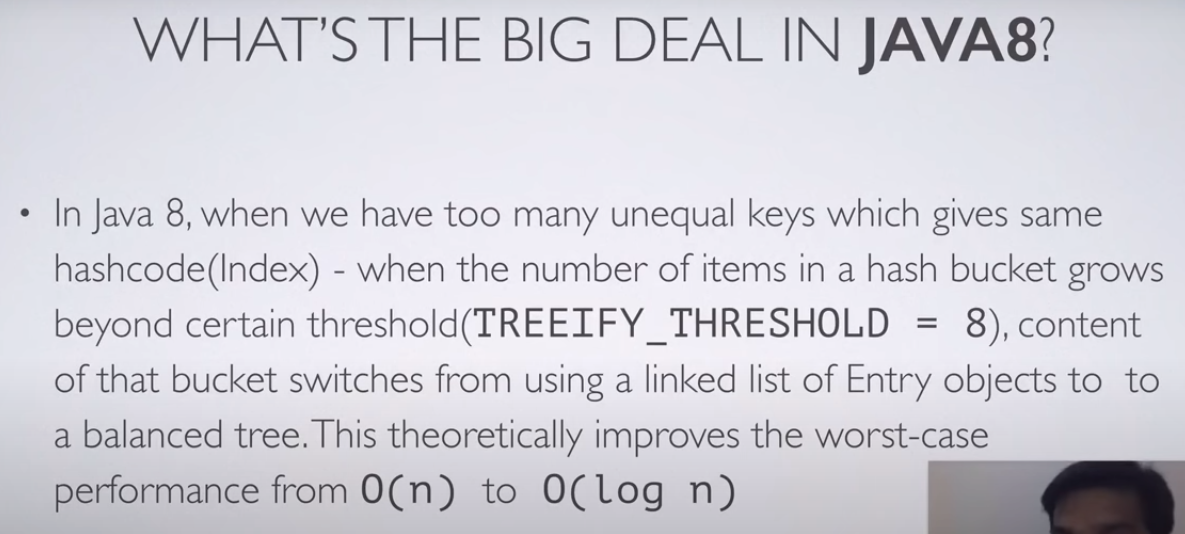 WHAT'S THE BIG DEAL IN JAVA8?
• In Java 8, when we have too many unequal keys which gives same
hashcode(Index) - when the number of items in a hash bucket grows
beyond certain threshold(TREEIFY_THRESHOLD = 8), content
of that bucket switches from using a linked list of Entry objects to to
a balanced tree. This theoretically improves the worst-case
performance from O(n) to O(log n)